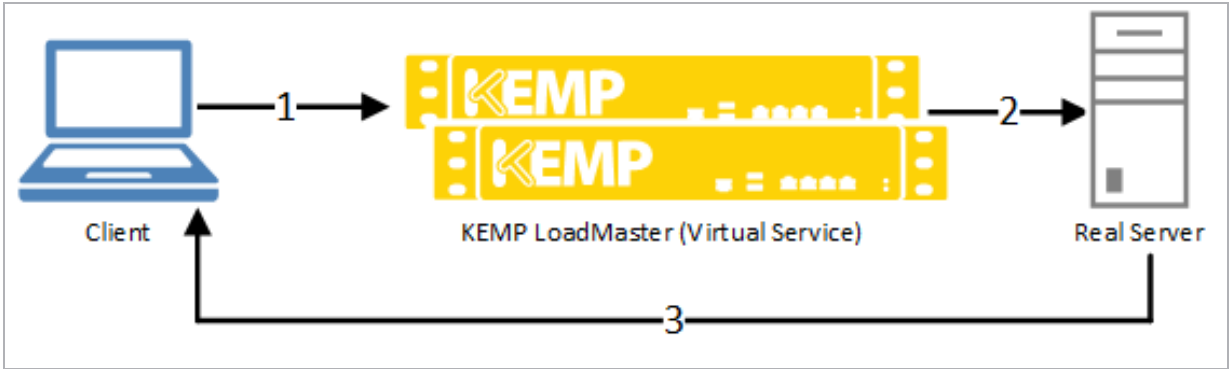 KEMP
KEMP
1
2
Client
KEMP LoadMaster (Virtual Service)
Real Server
3